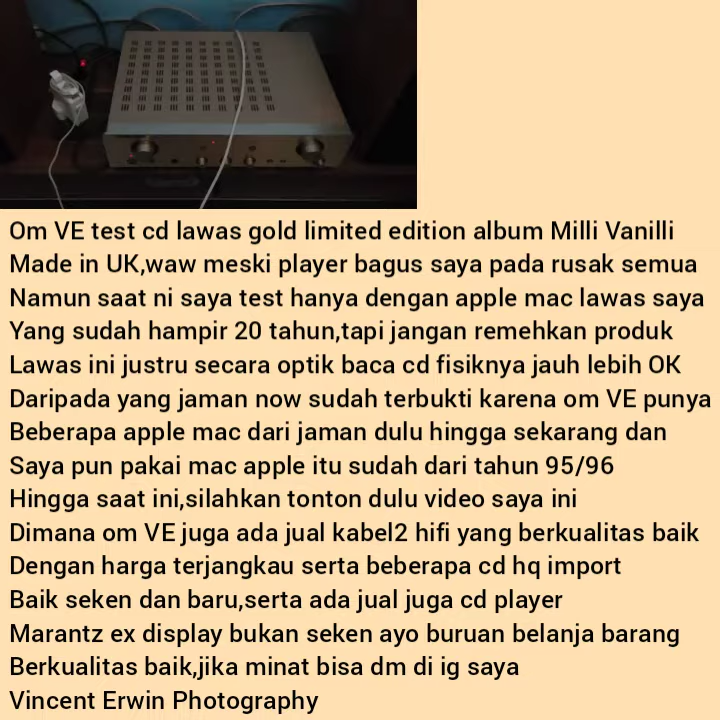 Om VE test cd lawas gold limited edition album Milli Vanilli
Made in UK,waw meski player bagus saya pada rusak semua
Namun saat ni saya test hanya dengan apple mac lawas saya
Yang sudah hampir 20 tahun,tapi jangan remehkan produk
Lawas ini justru secara optik baca cd fisiknya jauh lebih OK
Daripada yang jaman now sudah terbukti karena om VE punya
Beberapa apple mac dari jaman dulu hingga sekarang dan
Saya pun pakai mac apple itu sudah dari tahun 95/96
Hingga saat ini,silahkan tonton dulu video saya ini
Dimana om VE juga ada jual kabel2 hifi yang berkualitas baik
Dengan harga terjangkau serta beberapa cd hq import
Baik seken dan baru,serta ada jual juga cd player
Marantz ex display bukan seken ayo buruan belanja barang
Berkualitas baik,jika minat bisa dm di ig saya
Vincent Erwin Photography